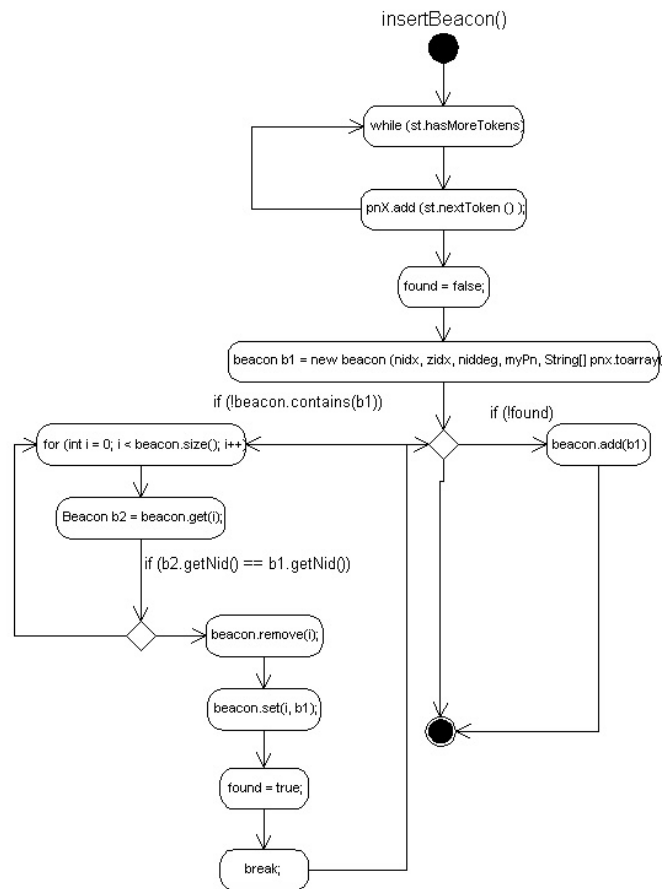 insertBeacon()
while (st.hasMoreTokens)
pnX.add (st.nextToken () );
found = false;
beacon b1 = new beacon (nidx, zidx, niddeg, myPn, String[] pnx.toarray(
if (!beacon.contains(b1))
if (!found)
for (int i = 0; i < beacon.size(); i++
beacon.add(b1)
Beacon b2 = beacon.get(i);
if (b2.getNid() == b1.getNid())
beacon.remove(i);
beacon.set(i, b1);
found = true;
break;